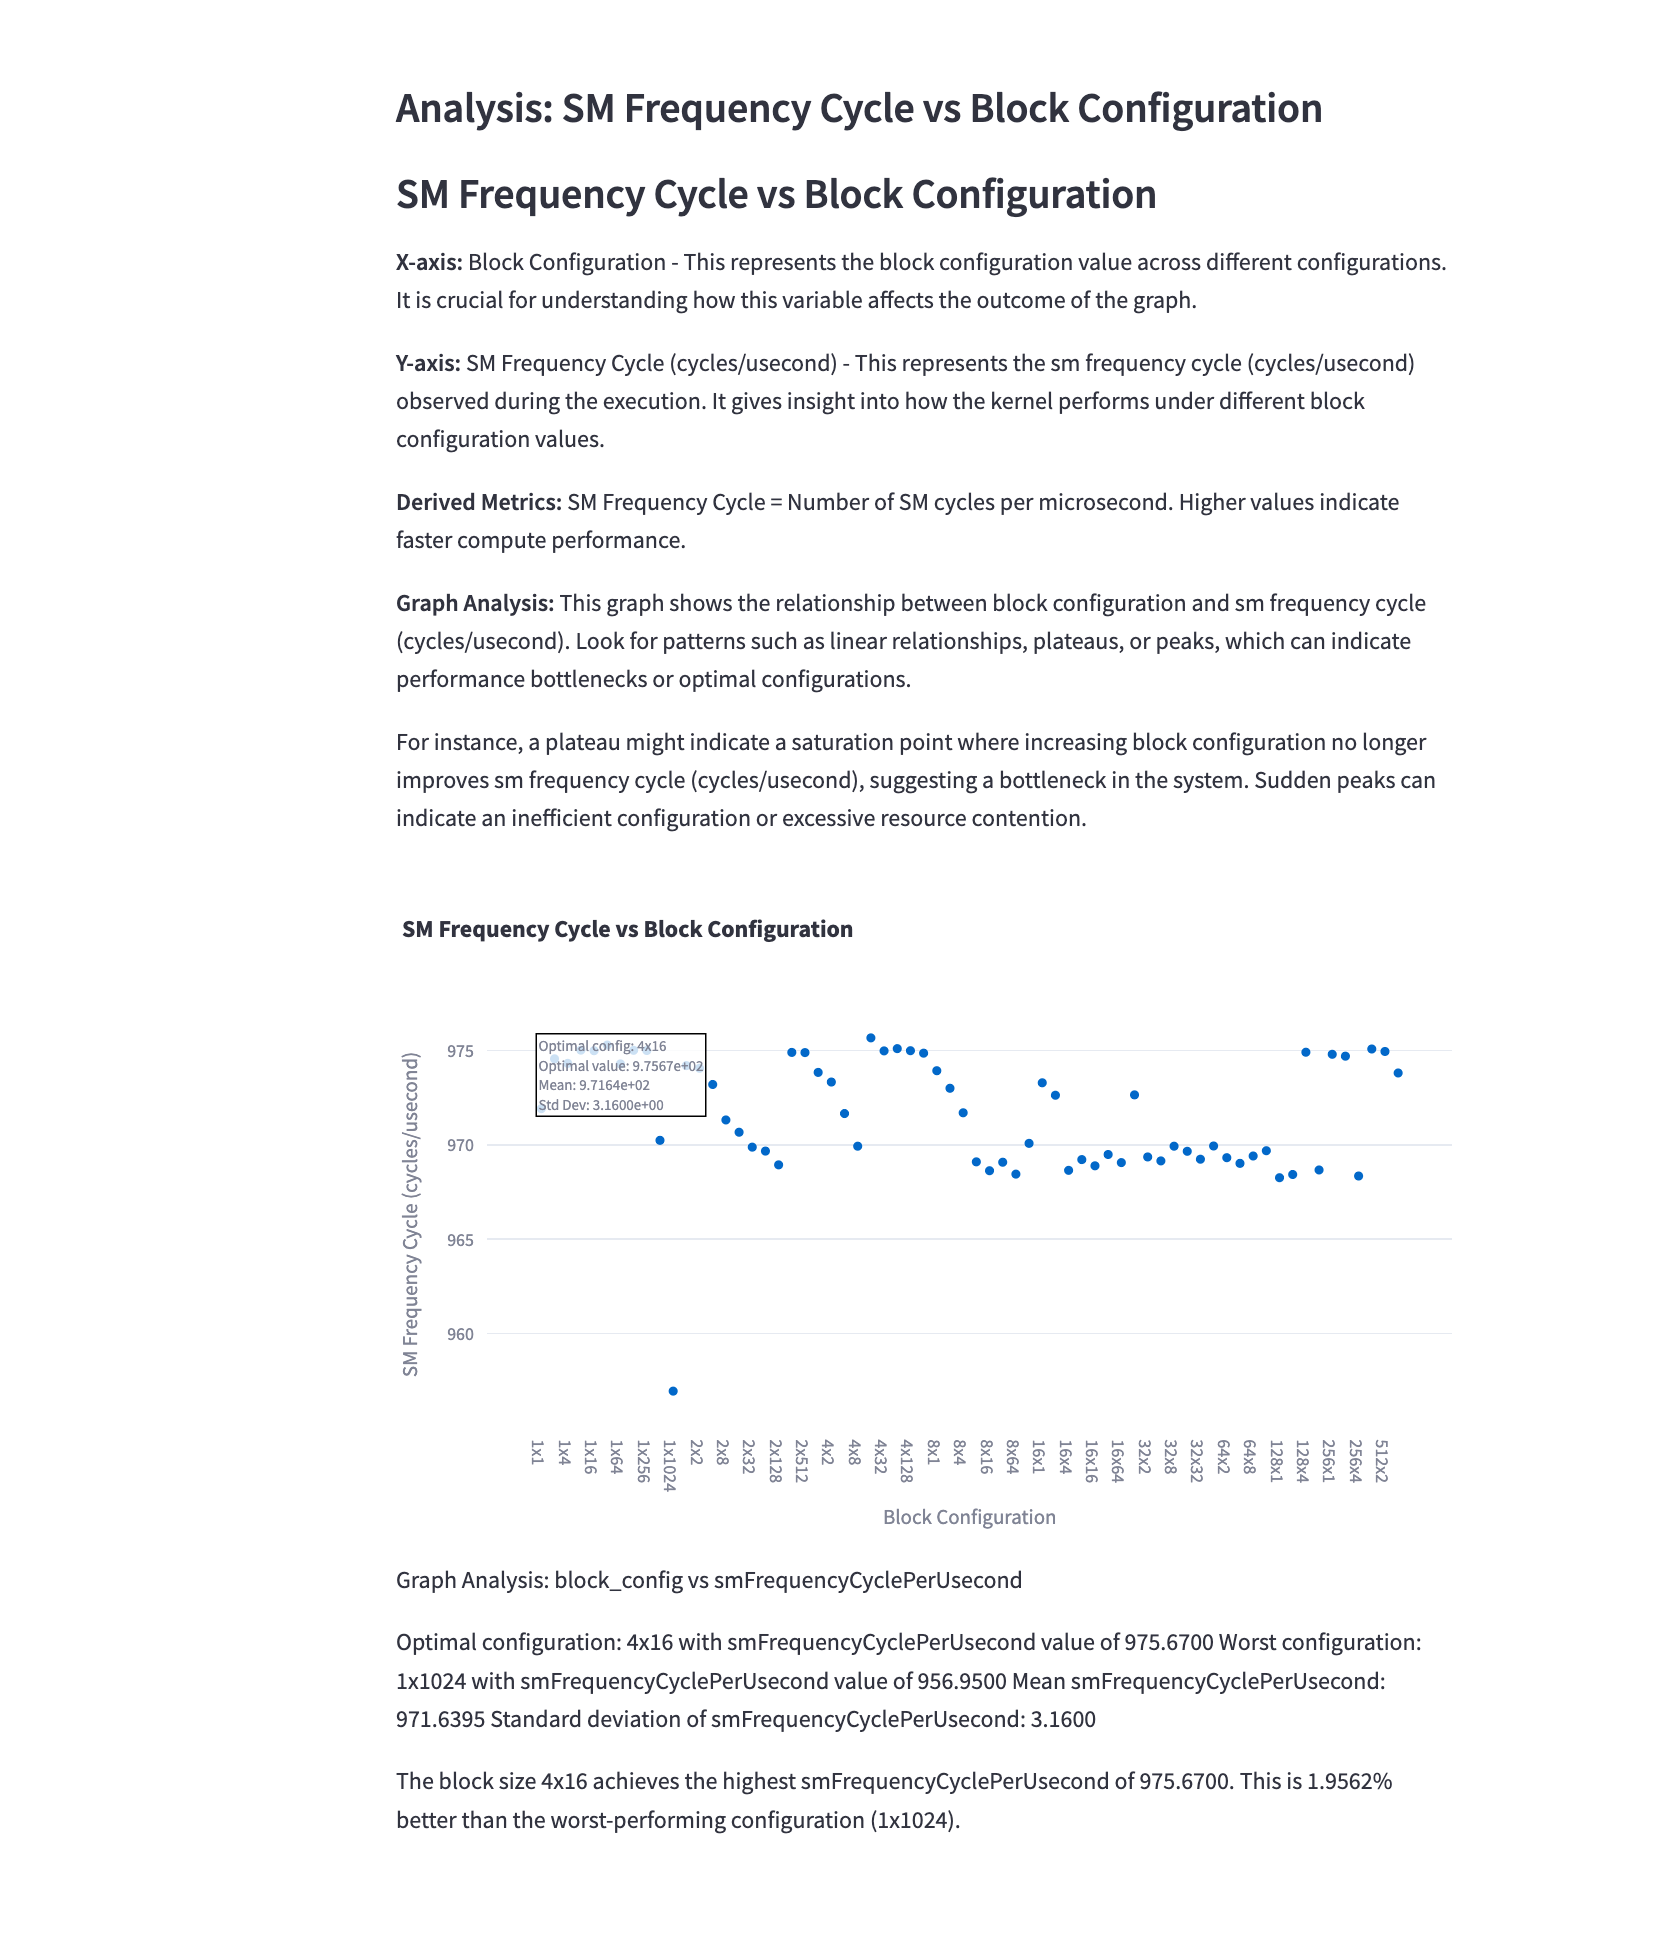 Analysis: SM Frequency Cycle vs Block Configuration
SM Frequency Cycle vs Block Configuration
X-axis: Block Configuration - This represents the block configuration value across different configurations.
It is crucial for understanding how this variable affects the outcome of the graph.
Y-axis: SM Frequency Cycle (cycles/usecond) - This represents the sm frequency cycle (cycles/usecond)
observed during the execution. It gives insight into how the kernel performs under different block
configuration values.
Derived Metrics: SM Frequency Cycle = Number of SM cycles per microsecond. Higher values indicate
faster compute performance.
Graph Analysis: This graph shows the relationship between block configuration and sm frequency cycle
(cycles/usecond). Look for patterns such as linear relationships, plateaus, or peaks, which can indicate
performance bottlenecks or optimal configurations.
For instance, a plateau might indicate a saturation point where increasing block configuration no longer
improves sm frequency cycle (cycles/usecond), suggesting a bottleneck in the system. Sudden peaks can
indicate an inefficient configuration or excessive resource contention.
SM Frequency Cycle vs Block Configuration
Optimal config: 4x16
Optimal value: 9.7567e+02
Mean: 9.7164e+02
Std Dev: 3.1600e+00
SM Frequency Cycle (cycles/usecond)
975
970
965
960
1x1
1x4
1x16
1x64
1x256
1x1024
2x2
2x8
2x32
2x128
2x512
4x2
4x8
4x32
4x128
8x1
8x4
8x16
8x64
16x1
16x4
16x16
16x64
32x2
32x8
32x32
64x2
64x8
128x1
128x4
256x1
256x4
512x2
Block Configuration
Graph Analysis: block_config vs smFrequencyCyclePerUsecond
Optimal configuration: 4x16 with smFrequencyCyclePerUsecond value of 975.6700 Worst configuration:
1x1024 with smFrequencyCyclePerUsecond value of 956.9500 Mean smFrequencyCyclePerUsecond:
971.6395 Standard deviation of smFrequencyCyclePerUsecond: 3.1600
The block size 4x16 achieves the highest smFrequencyCyclePerUsecond of 975.6700. This is 1.9562%
better than the worst-performing configuration (1x1024).